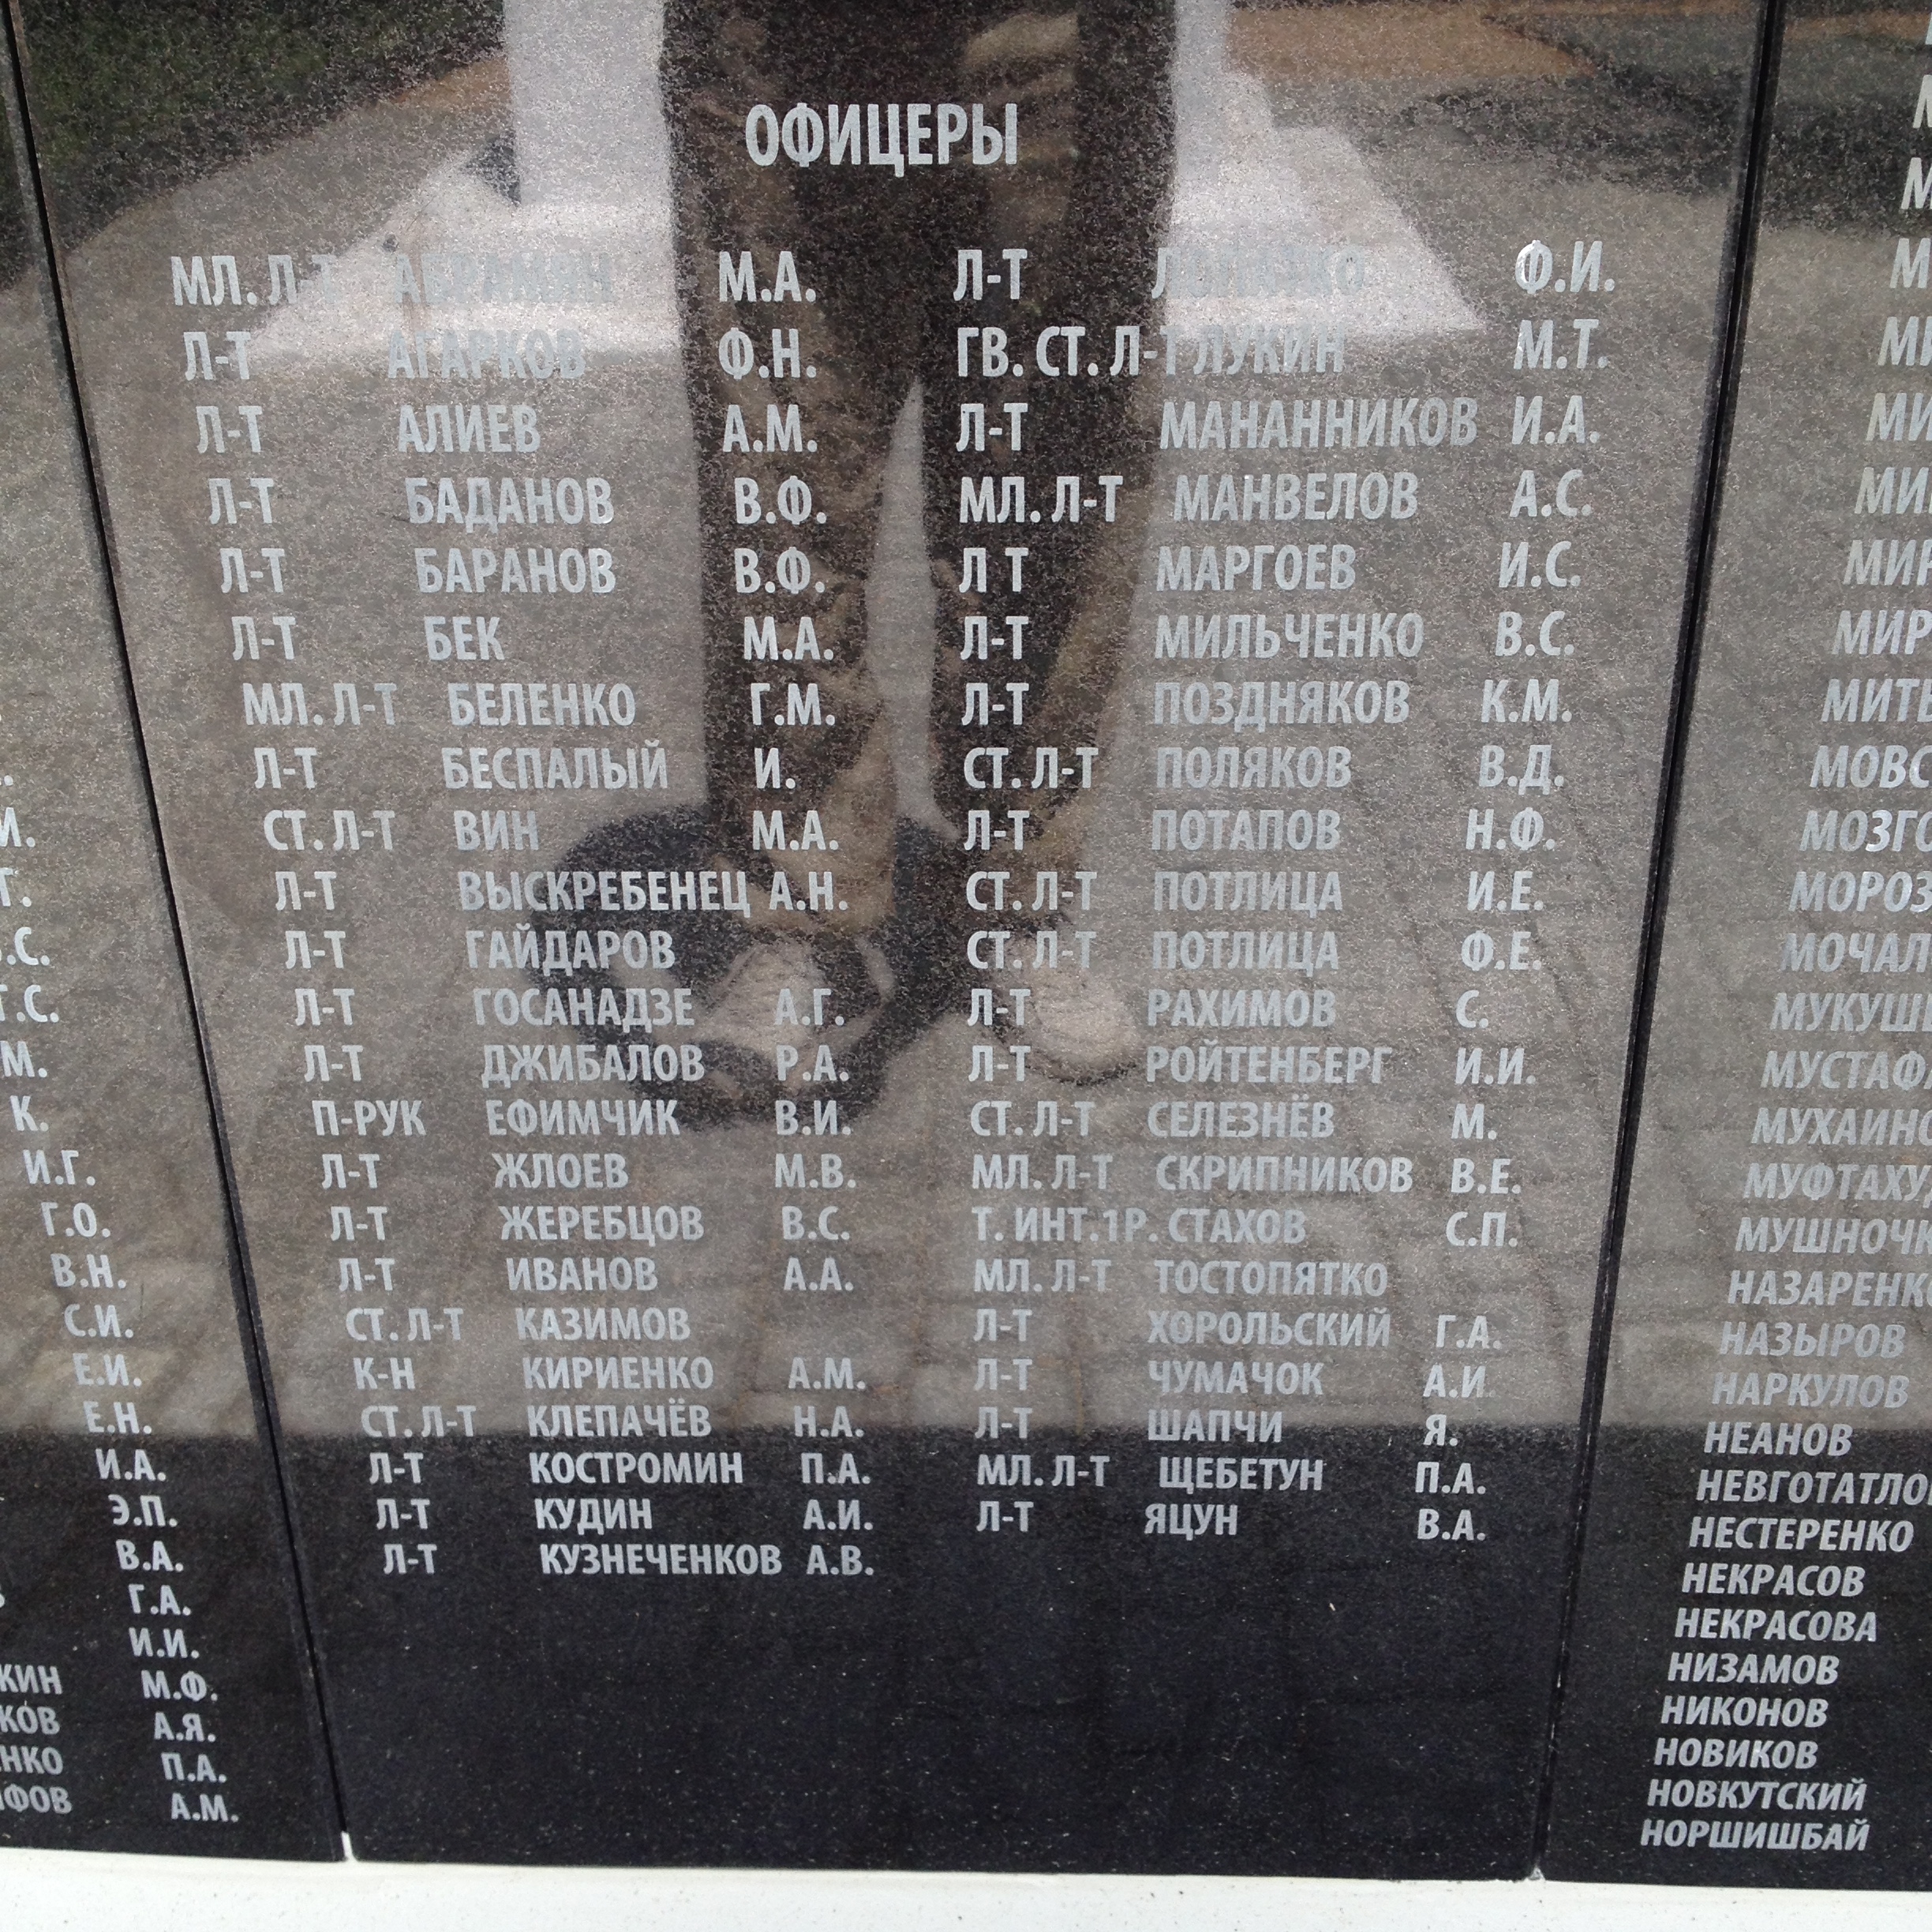 ОФИЦЕРЫ
МЛ. Л-Т АБРАМЯН М.А.
Л-Т АГАРКОВ Ф.Н.
Л-Т АЛИЕВ А.М.
Л-Т БАДАНОВ В.Ф.
Л-Т БАРАНОВ В.Ф.
Л-Т БЕК М.А.
МЛ. Л-Т БЕЛЕНКО Г.М.
Л-Т БЕСПАЛЫЙ И.
СТ. Л-Т ВИН М.А.
Л-Т ВЫСКРЕБЕНЕЦ А.Н.
Л-Т ГАЙДАРОВ
Л-Т ГОСАНАДЗЕ А.Г.
Л-Т ДЖИБАЛОВ Р.А.
П-РУК ЕФИМЧИК В.И.
Л-Т ЖЛОЕВ М.В.
Л-Т ЖЕРЕБЦОВ В.С.
Л-Т ИВАНОВ А.А.
СТ. Л-Т КАЗИМОВ
К-Н КИРИЕНКО А.М.
СТ. Л-Т КЛЕПАЧЁВ Н.А.
Л-Т КОСТРОМИН П.А.
Л-Т КУДИН А.И.
Л-Т КУЗНЕЧЕНКОВ А.В.
Л-Т Ф.И.
ГВ. СТ. Л-Т ЛУКИН М.Т.
Л-Т МАНАННИКОВ И.А.
МЛ. Л-Т МАНВЕЛОВ А.С.
Л Т МАРГОЕВ И.С.
Л-Т МИЛЬЧЕНКО В.С.
Л-Т ПОЗДНЯКОВ К.М.
СТ. Л-Т ПОЛЯКОВ В.Д.
Л-Т ПОТАПОВ Н.Ф.
СТ. Л-Т ПОТЛИЦА И.Е.
СТ. Л-Т ПОТЛИЦА Ф.Е.
Л-Т РАХИМОВ С.
Л-Т РОЙТЕНБЕРГ И.И.
СТ. Л-Т СЕЛЕЗНЁВ М.
МЛ. Л-Т СКРИПНИКОВ В.Е.
Т. ИНТ.1Р. СТАХОВ С.П.
МЛ. Л-Т ТОСТОПЯТКО
Л-Т ХОРОЛЬСКИЙ Г.А.
Л-Т ЧУМАЧОК А.И.
Л-Т ШАПЧИ Я.
МЛ. Л-Т ЩЕБЕТУН П.А.
Л-Т ЯЦУН В.А.
К.
И.Г.
Г.О.
В.Н.
С.И.
Е.И.
Е.Н.
И.А.
Э.П.
В.А.
Г.А.
И.И.
М.Ф.
А.Я.
П.А.
А.М.
НАЗЫРОВ
НАРКУЛОВ
НЕАНОВ
НЕСТЕРЕНКО
НЕКРАСОВ
НЕКРАСОВА
НИЗАМОВ
НИКОНОВ
НОВИКОВ
НОВКУТСКИЙ
НОРШИШБАЙ